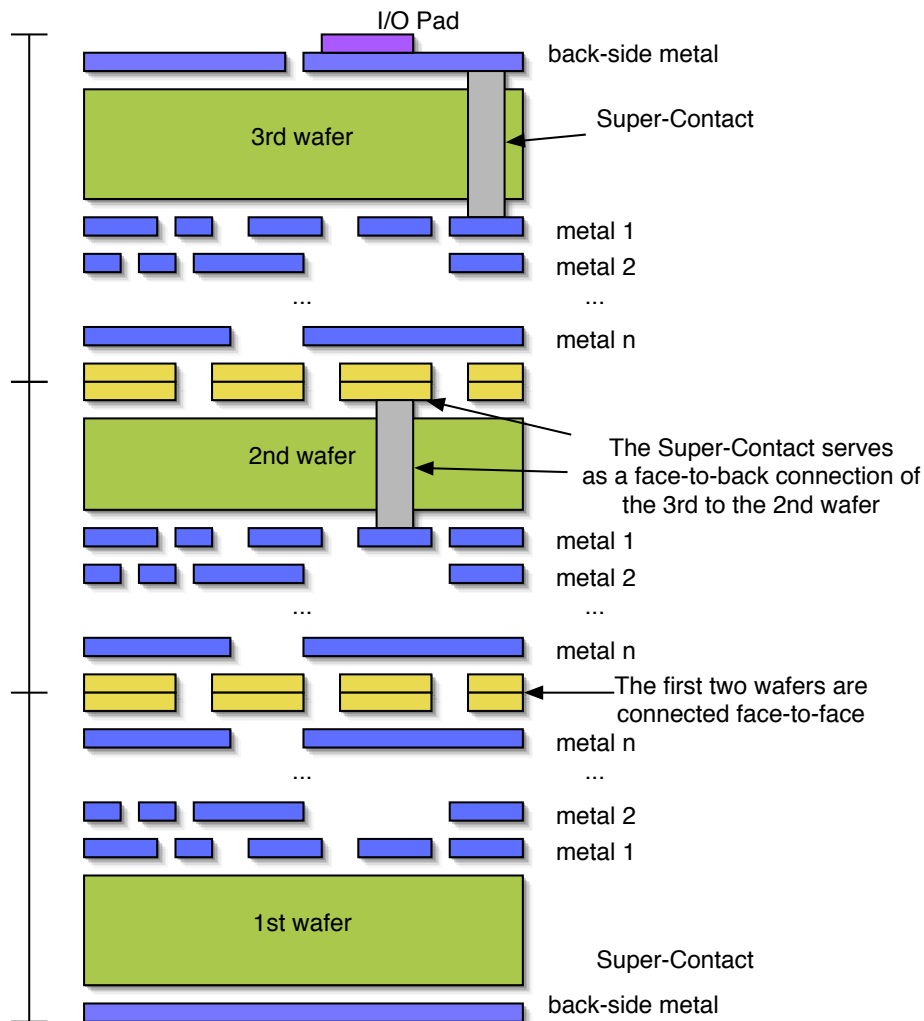 I/O Pad
back-side metal
3rd wafer
Super-Contact
metal 1
metal 2
... ...
metal n
2nd wafer
The Super-Contact serves
as a face-to-back connection of
the 3rd to the 2nd wafer
metal 1
metal 2
... ...
metal n
The first two wafers are
connected face-to-face
metal n
... ...
metal 2
metal 1
1st wafer
Super-Contact
back-side metal